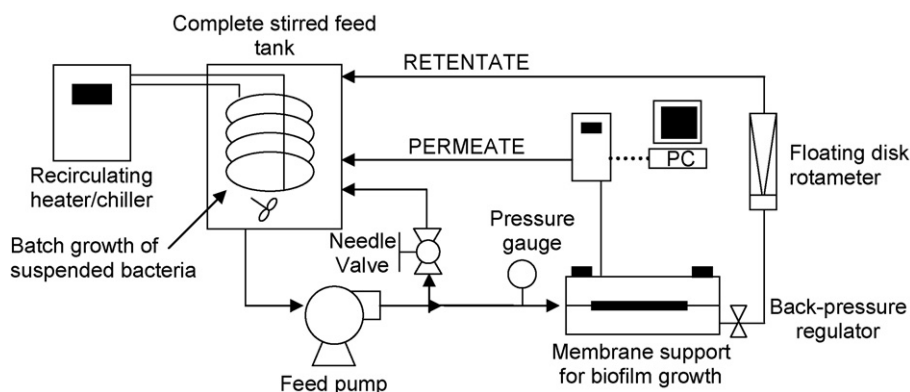 Complete stirred feed
tank
RETENTATE
PERMEATE
PC
Floating disk
rotameter
Recirculating
heater/chiller
Batch growth of
suspended bacteria
Needle
Valve
Pressure
gauge
Back-pressure
regulator
Feed pump
Membrane support
for biofilm growth